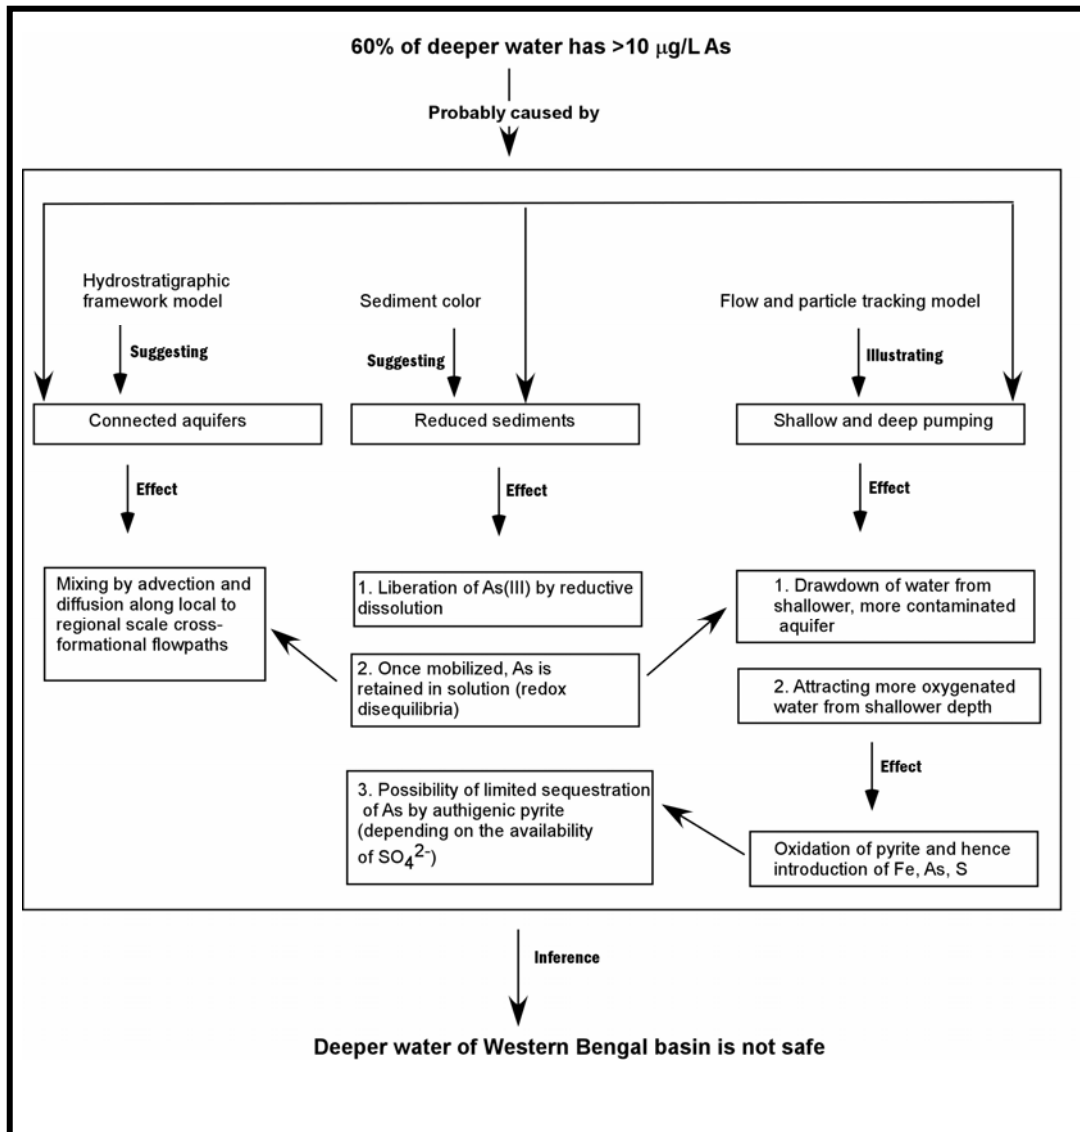 60% of deeper water has >10 µg/L As
Probably caused by
Hydrostratigraphic
framework model
Suggesting
Connected aquifers
Effect
Mixing by advection and
diffusion along local to
regional scale cross-
formational flowpaths
Sediment color
Suggesting
Reduced sediments
Effect
1. Liberation of As(III) by reductive
dissolution
2. Once mobilized, As is
retained in solution (redox
disequilibria)
3. Possibility of limited sequestration
of As by authigenic pyrite
(depending on the availability
of SO₄²⁻)
Flow and particle tracking model
Illustrating
Shallow and deep pumping
Effect
1. Drawdown of water from
shallower, more contaminated
aquifer
2. Attracting more oxygenated
water from shallower depth
Effect
Oxidation of pyrite and hence
introduction of Fe, As, S
Inference
Deeper water of Western Bengal basin is not safe